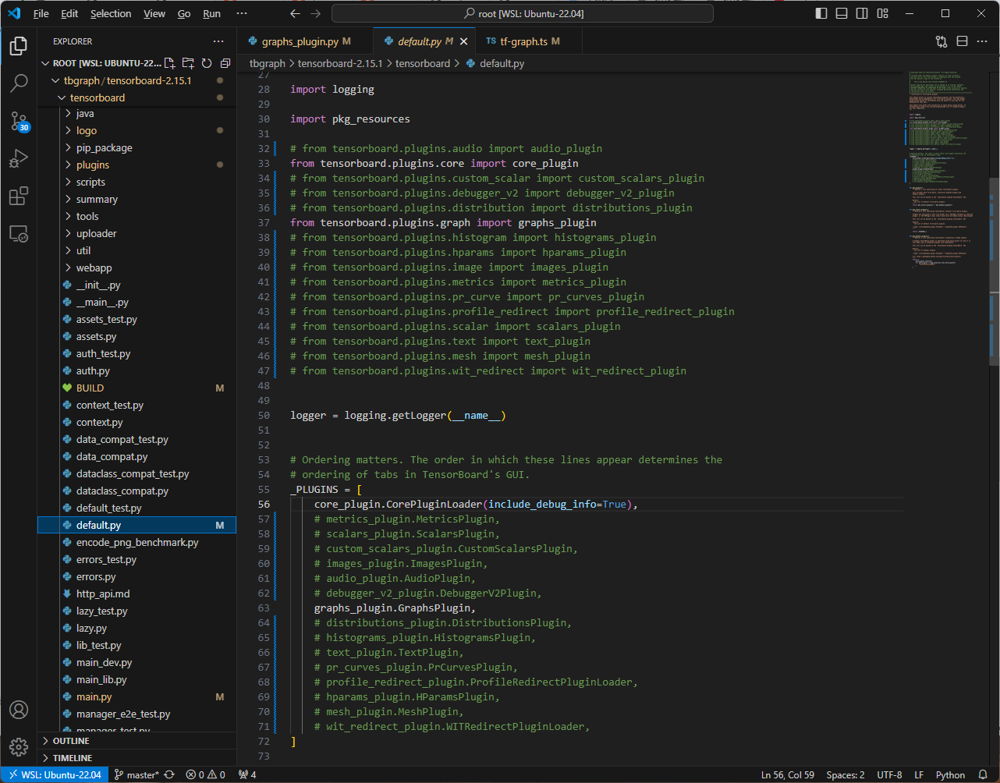 File Edit Selection View Go Run ···
root [WSL: Ubuntu-22.04]
EXPLORER
ROOT [WSL: UBUNTU-22...
tbgraph/tensorboard-2.15.1
tensorboard
java
logo
pip_package
plugins
scripts
summary
tools
uploader
util
webapp
__init__.py
__main__.py
assets_test.py
assets.py
auth_test.py
auth.py
BUILD M
context_test.py
context.py
data_compat_test.py
data_compat.py
dataclass_compat_test.py
dataclass_compat.py
default_test.py
default.py M
encode_png_benchmark.py
errors_test.py
errors.py
http_api.md
lazy_test.py
lazy.py
lib_test.py
main_dev.py
main_lib.py
main.py M
manager_e2e_test.py
manager_test.py
OUTLINE
TIMELINE
30
graphs_plugin.py M
default.py M
TS tf-graph.ts M
tbgraph > tensorboard-2.15.1 > tensorboard > default.py
27
28 import logging
29
30 import pkg_resources
31
32 # from tensorboard.plugins.audio import audio_plugin
33 from tensorboard.plugins.core import core_plugin
34 # from tensorboard.plugins.custom_scalar import custom_scalars_plugin
35 # from tensorboard.plugins.debugger_v2 import debugger_v2_plugin
36 # from tensorboard.plugins.distribution import distributions_plugin
37 from tensorboard.plugins.graph import graphs_plugin
38 # from tensorboard.plugins.histogram import histograms_plugin
39 # from tensorboard.plugins.hparams import hparams_plugin
40 # from tensorboard.plugins.image import images_plugin
41 # from tensorboard.plugins.metrics import metrics_plugin
42 # from tensorboard.plugins.pr_curve import pr_curves_plugin
43 # from tensorboard.plugins.profile_redirect import profile_redirect_plugin
44 # from tensorboard.plugins.scalar import scalars_plugin
45 # from tensorboard.plugins.text import text_plugin
46 # from tensorboard.plugins.mesh import mesh_plugin
47 # from tensorboard.plugins.wit_redirect import wit_redirect_plugin
48
49
50 logger = logging.getLogger(__name__)
51
52
53 # Ordering matters. The order in which these lines appear determines the
54 # ordering of tabs in TensorBoard's GUI.
55 _PLUGINS = [
56 core_plugin.CorePluginLoader(include_debug_info=True),
57 # metrics_plugin.MetricsPlugin,
58 # scalars_plugin.ScalarsPlugin,
59 # custom_scalars_plugin.CustomScalarsPlugin,
60 # images_plugin.ImagesPlugin,
61 # audio_plugin.AudioPlugin,
62 # debugger_v2_plugin.DebuggerV2Plugin,
63 graphs_plugin.GraphsPlugin,
64 # distributions_plugin.DistributionsPlugin,
65 # histograms_plugin.HistogramsPlugin,
66 # text_plugin.TextPlugin,
67 # pr_curves_plugin.PrCurvesPlugin,
68 # profile_redirect_plugin.ProfileRedirectPluginLoader,
69 # hparams_plugin.HParamsPlugin,
70 # mesh_plugin.MeshPlugin,
71 # wit_redirect_plugin.WITRedirectPluginLoader,
72 ]
73
WSL: Ubuntu-22.04 master* 0 0 4 Ln 56, Col 59 Spaces: 2 UTF-8 LF Python